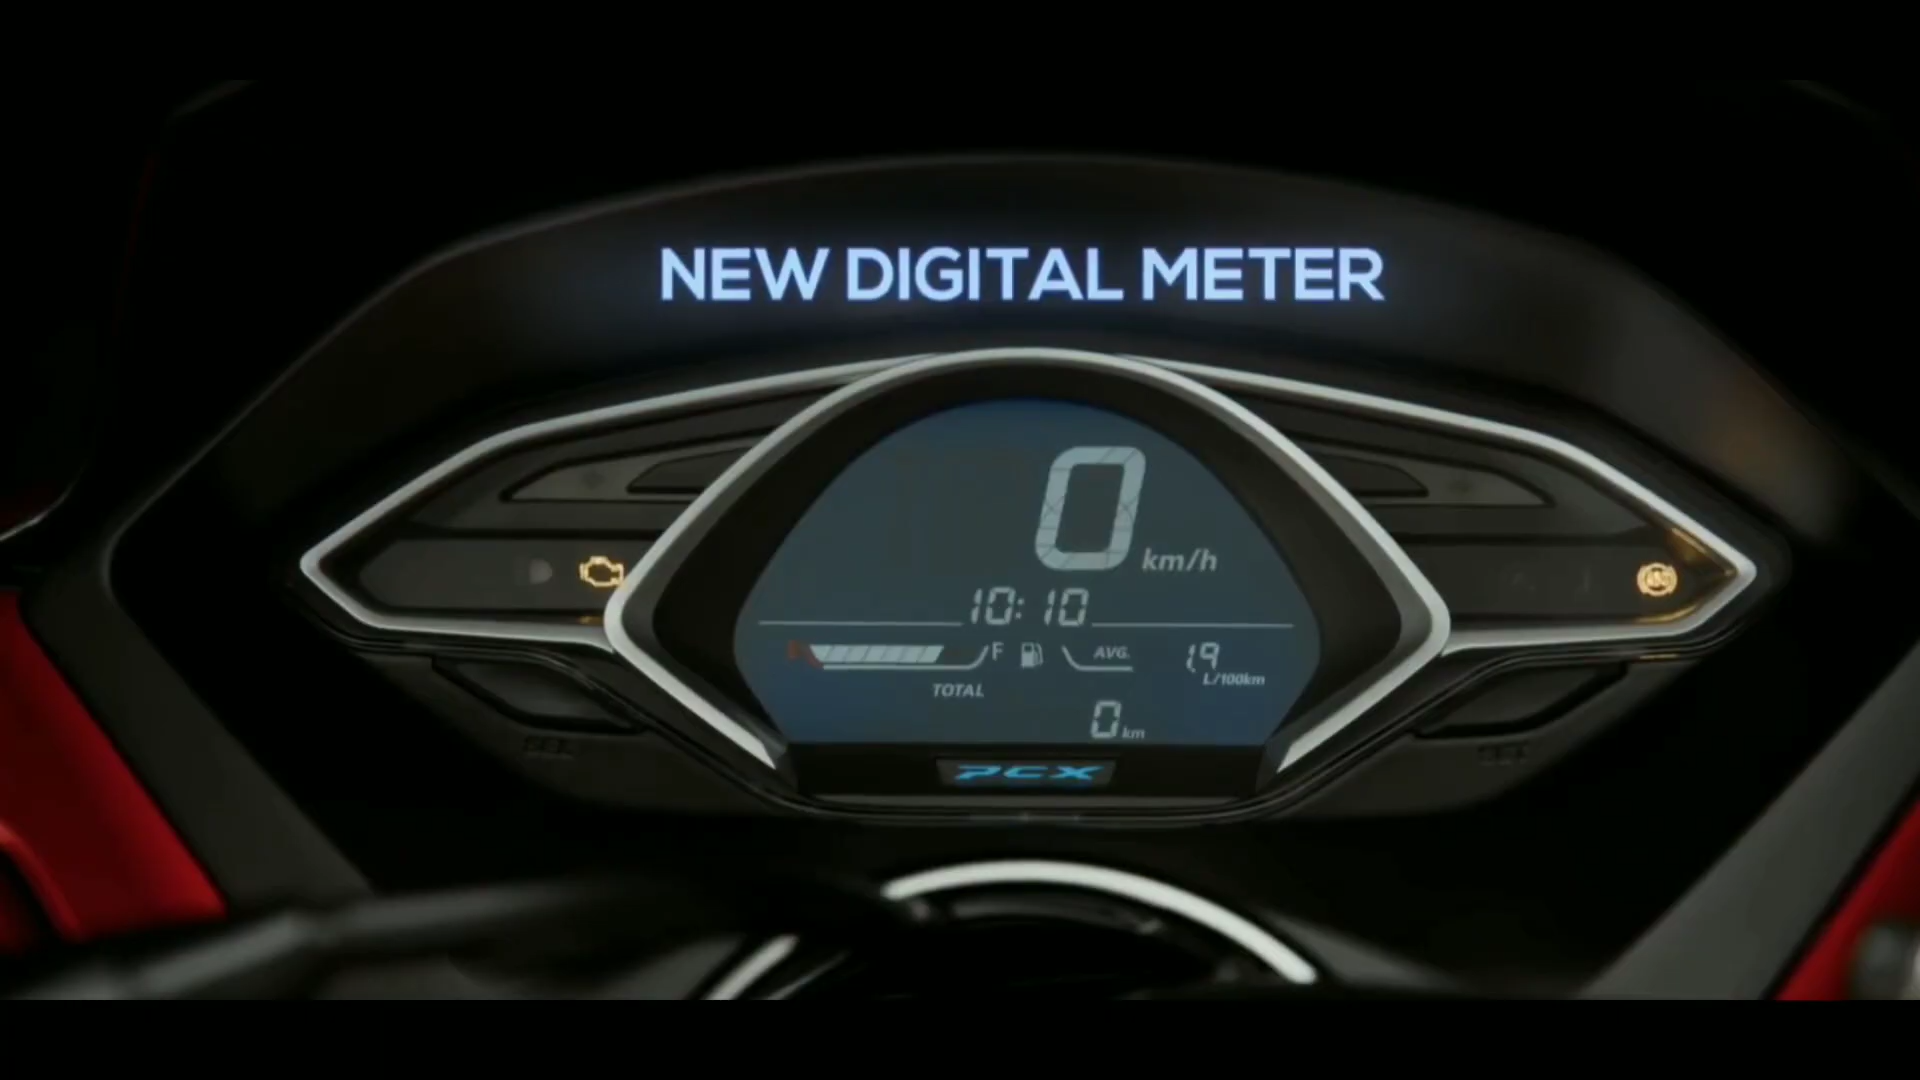 NEW DIGITAL METER
0 km/h
10:10
F AVG. 1.9
L/100km
TOTAL
0 km
PCX